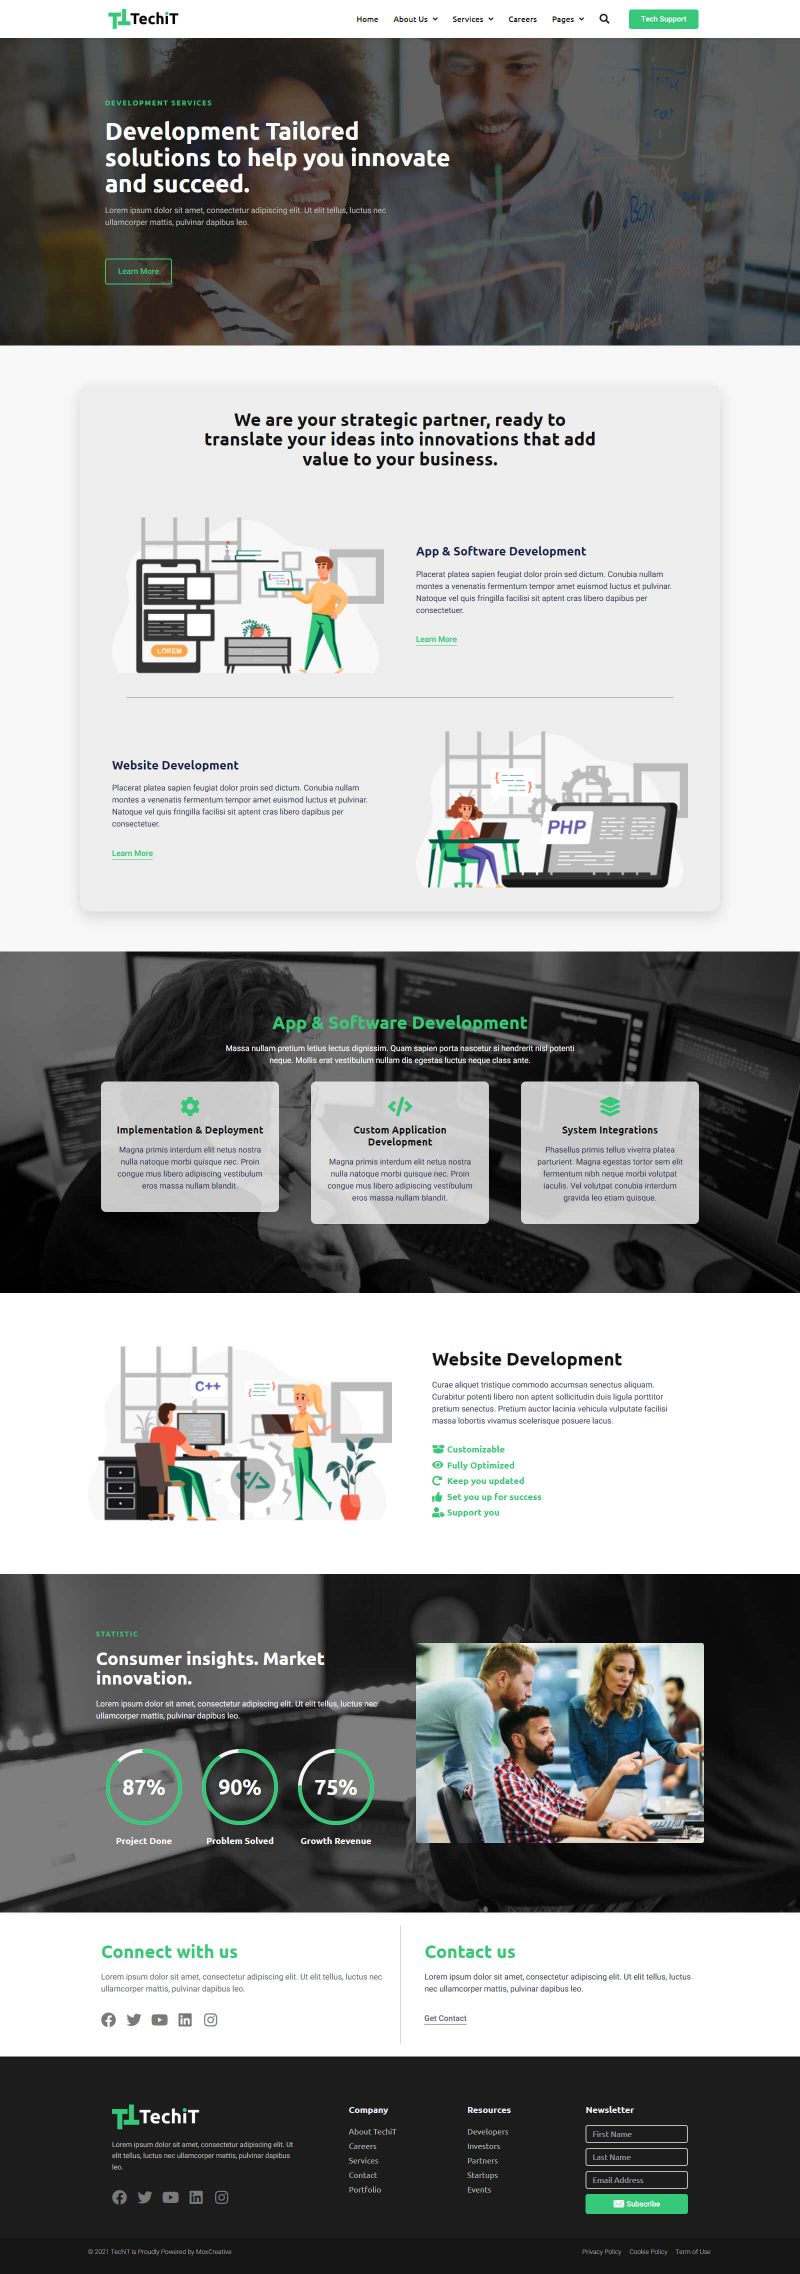 TechiT
Home About Us Services Careers Pages Tech Support
DEVELOPMENT SERVICES
Development Tailored
solutions to help you innovate
and succeed.
Lorem ipsum dolor sit amet, consectetur adipiscing elit. Ut elit tellus, luctus nec
ullamcorper mattis, pulvinar dapibus leo.
Learn More
BOX
We are your strategic partner, ready to
translate your ideas into innovations that add
value to your business.
LOREM
App & Software Development
Placerat platea sapien feugiat dolor proin sed dictum. Conubia nullam
montes a venenatis fermentum tempor amet euismod luctus et pulvinar.
Natoque vel quis fringilla facilisi sit aptent cras libero dapibus per
consectetuer.
Learn More
Website Development
Placerat platea sapien feugiat dolor proin sed dictum. Conubia nullam
montes a venenatis fermentum tempor amet euismod luctus et pulvinar.
Natoque vel quis fringilla facilisi sit aptent cras libero dapibus per
consectetuer.
Learn More
PHP
App & Software Development
Massa nullam pretium letius lectus dignissim. Quam sapien porta nascetur si hendrerit nisl potenti
neque. Mollis erat vestibulum nullam dis egestas luctus neque class ante.
Implementation & Deployment
Magna primis interdum elit netus nostra
nulla natoque morbi quisque nec. Proin
congue mus libero adipiscing vestibulum
eros massa nullam blandit.
Custom Application
Development
Magna primis interdum elit netus nostra
nulla natoque morbi quisque nec. Proin
congue mus libero adipiscing vestibulum
eros massa nullam blandit.
System Integrations
Phasellus primis tellus viverra platea
parturient. Magna egestas tortor sem elit
fermentum nibh neque morbi volutpat
iaculis. Vel volutpat conubia interdum
gravida leo etiam quisque.
C++
Website Development
Curae aliquet tristique commodo accumsan senectus aliquam.
Curabitur potenti libero non aptent sollicitudin duis ligula porttitor
pretium senectus. Pretium auctor lacinia vehicula vulputate facilisi
massa lobortis vivamus scelerisque posuere lacus.
Customizable
Fully Optimized
Keep you updated
Set you up for success
Support you
STATISTIC
Consumer insights. Market
innovation.
Lorem ipsum dolor sit amet, consectetur adipiscing elit. Ut elit tellus, luctus nec
ullamcorper mattis, pulvinar dapibus leo.
87% 90% 75%
Project Done Problem Solved Growth Revenue
Connect with us
Lorem ipsum dolor sit amet, consectetur adipiscing elit. Ut elit tellus, luctus nec
ullamcorper mattis, pulvinar dapibus leo.
Contact us
Lorem ipsum dolor sit amet, consectetur adipiscing elit. Ut elit tellus, luctus
nec ullamcorper mattis, pulvinar dapibus leo.
Get Contact
TechiT
Lorem ipsum dolor sit amet, consectetur adipiscing elit. Ut
elit tellus, luctus nec ullamcorper mattis, pulvinar dapibus
leo.
Company
About TechiT
Careers
Services
Contact
Portfolio
Resources
Developers
Investors
Partners
Startups
Events
Newsletter
First Name
Last Name
Email Address
Subscribe
© 2021 TechiT is Proudly Powered by MoxCreative
Privacy Policy Cookie Policy Term of Use